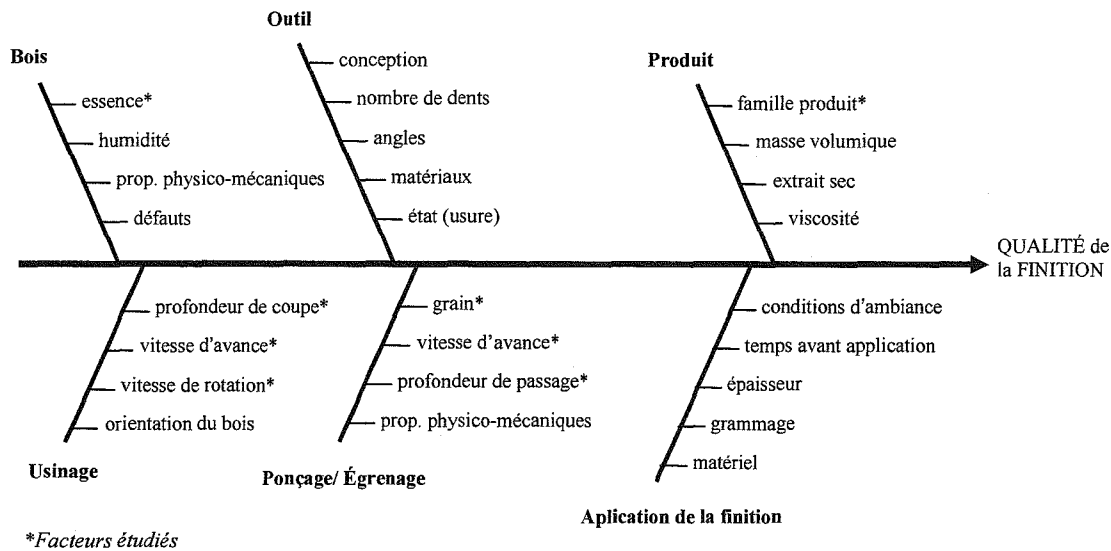 Outil
Bois
Produit
conception
essence*
nombre de dents
famille produit*
humidité
angles
masse volumique
prop. physico-mécaniques
matériaux
extrait sec
défauts
état (usure)
viscosité
QUALITÉ de
la FINITION
profondeur de coupe*
grain*
conditions d'ambiance
vitesse d'avance*
vitesse d'avance*
temps avant application
vitesse de rotation*
profondeur de passage*
épaisseur
orientation du bois
prop. physico-mécaniques
grammage
Usinage
Ponçage/ Égrenage
matériel
Aplication de la finition
*Facteurs étudiés